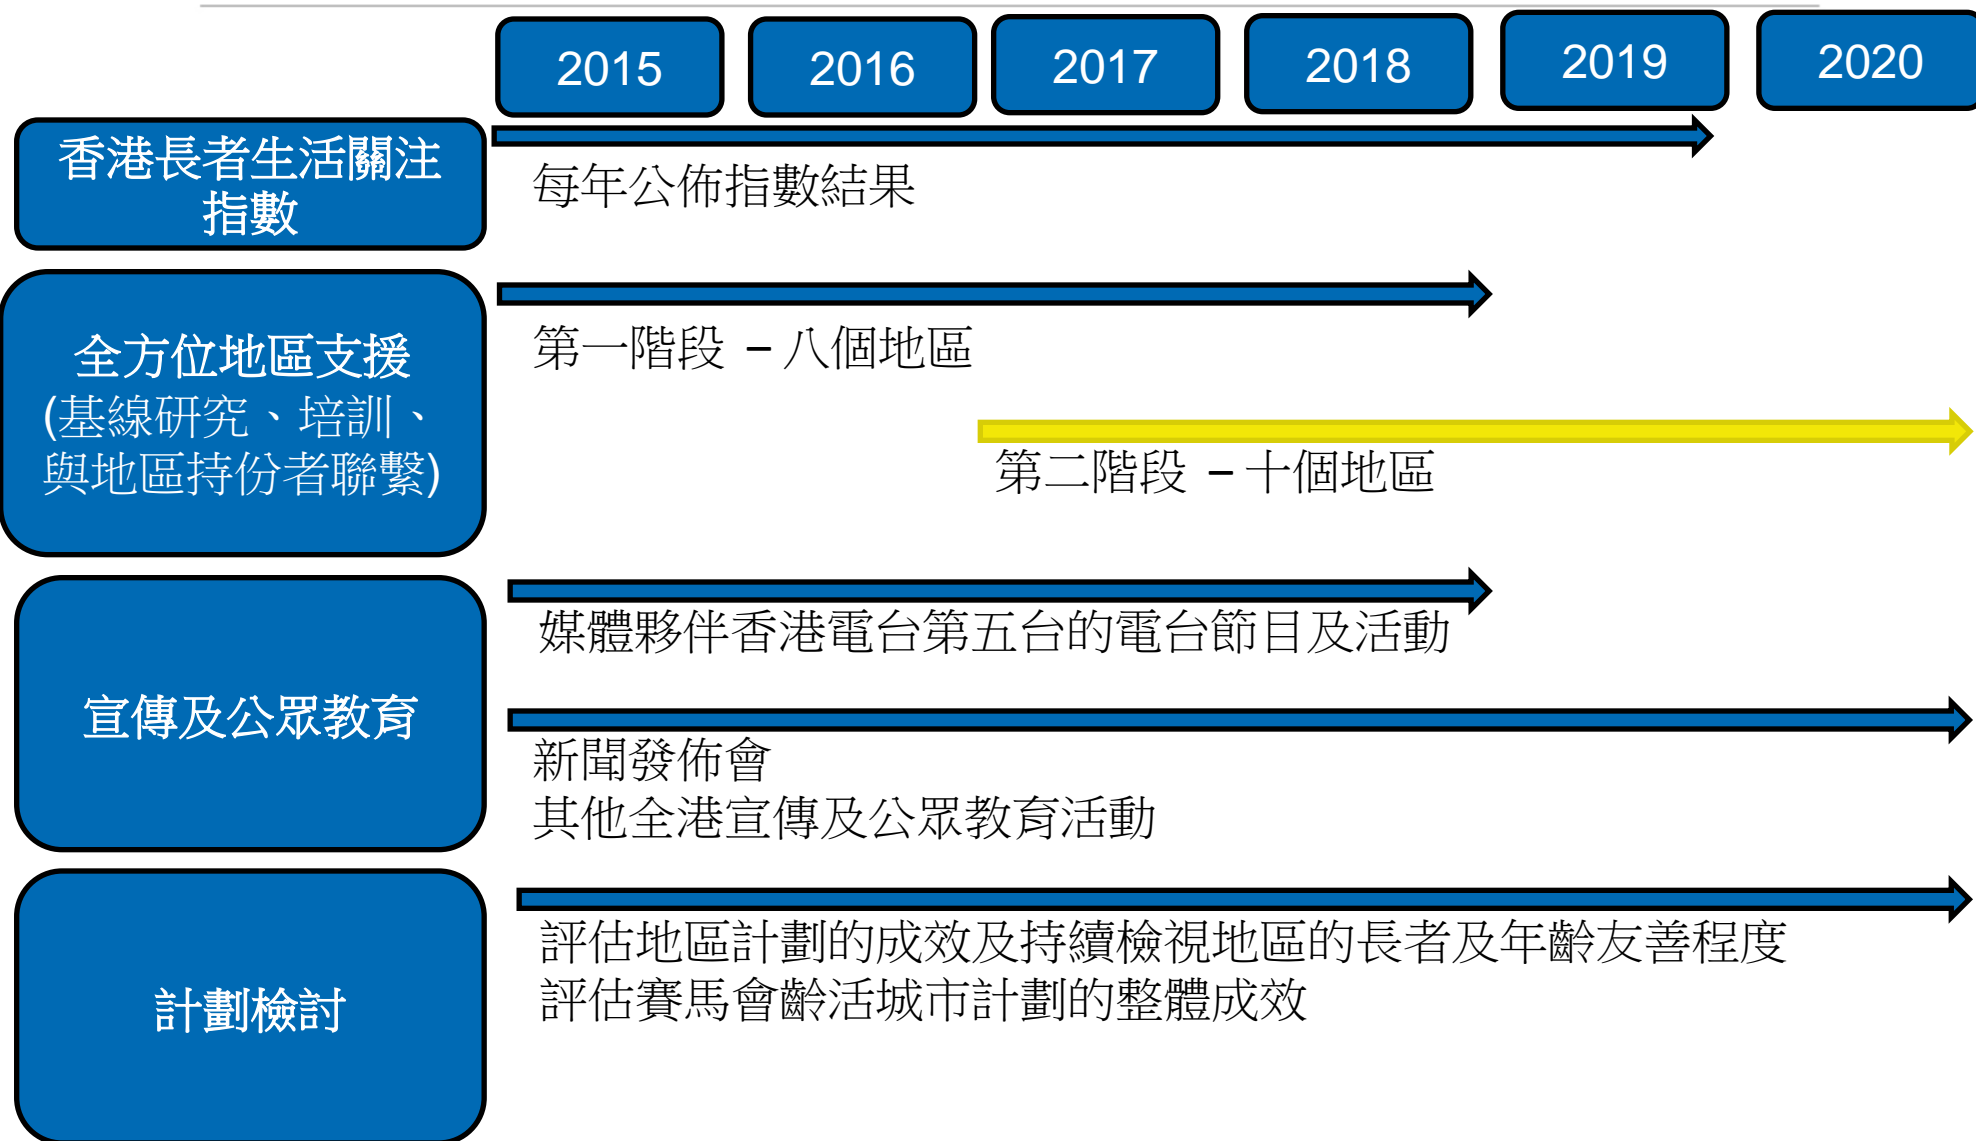 2015
2016
2017
2018
2019
2020
香港長者生活關注
指數
每年公佈指數結果
全方位地區支援
(基線研究、培訓、
與地區持份者聯繫)
第一階段 – 八個地區
第二階段 – 十個地區
宣傳及公眾教育
媒體夥伴香港電台第五台的電台節目及活動
新聞發佈會
其他全港宣傳及公眾教育活動
計劃檢討
評估地區計劃的成效及持續檢視地區的長者及年齡友善程度
評估賽馬會齡活城市計劃的整體成效